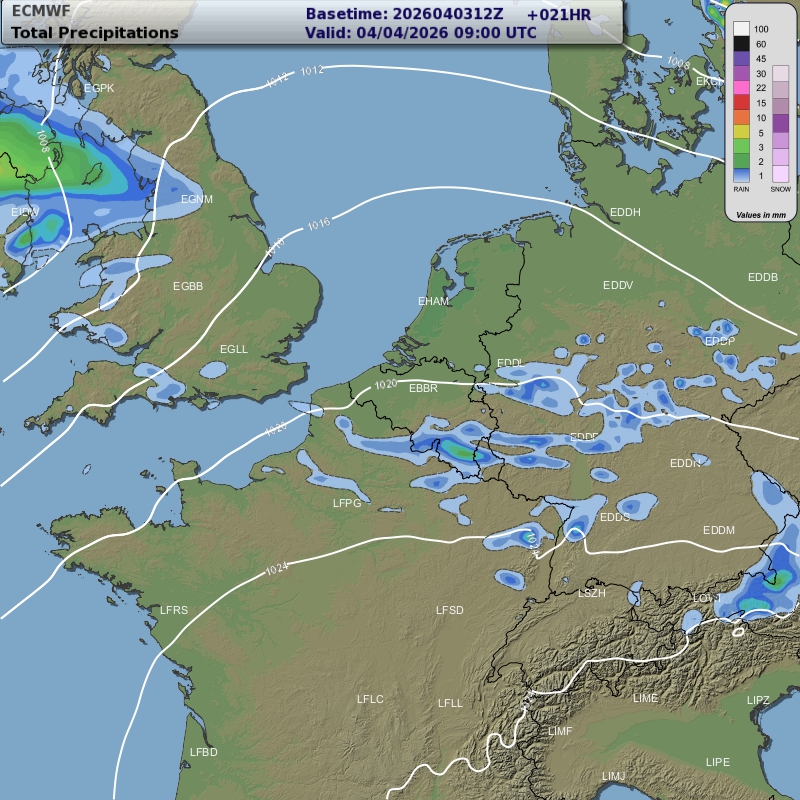 ECMWF
Basetime: 2026040312Z +021HR
Total Precipitations
Valid: 04/04/2026 09:00 UTC
100
60
45
30
22
15
10
5
3
2
1
RAIN
SNOW
Values in mm
1008
1012
1012
EGPK
1008
EIDW
EGNM
EDDH
1016
1016
EGBB
EHAM
EDDV
EDDB
EGLL
EDDP
1020
EBBR
1020
LFPG
EDDS
EDDM
1024
LFRS
LFSD
LSZH
LFLC
LFLL
LIME
LIPZ
LIMF
LFBD
LIPE
LIMJ